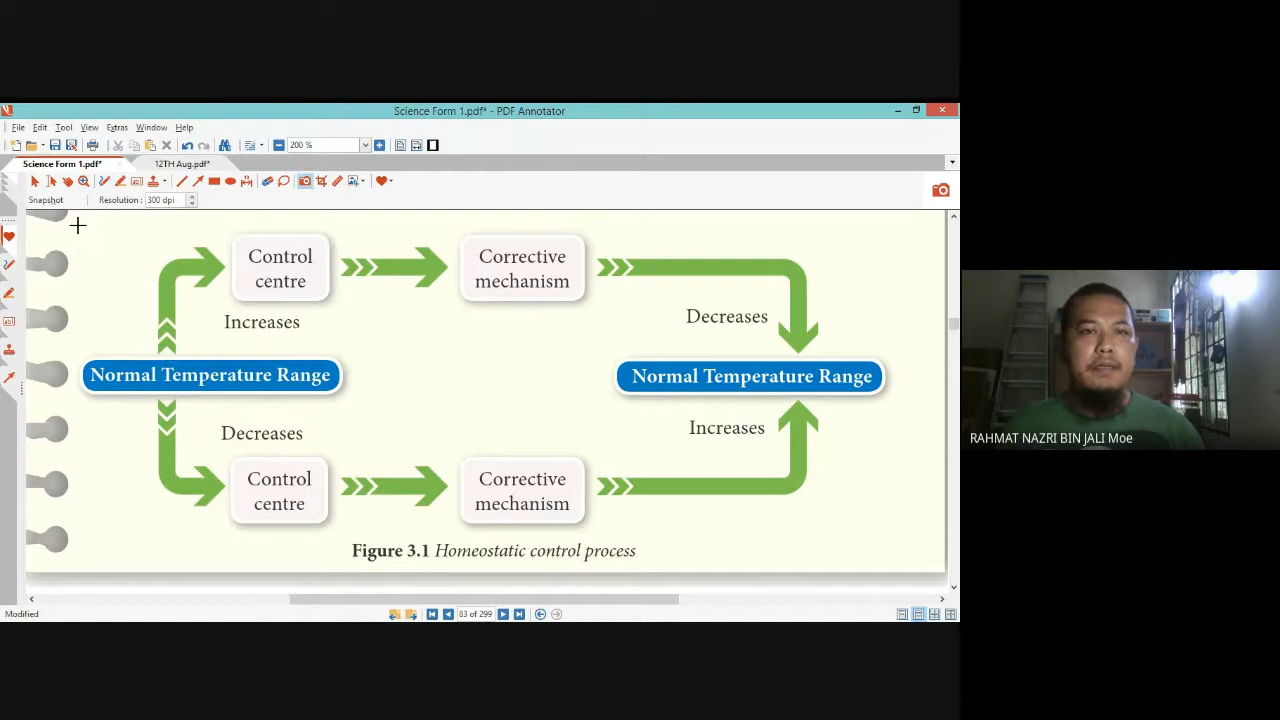 Science Form 1.pdf* - PDF Annotator
File Edit Tool View Extras Window Help
200 %
Science Form 1.pdf* 12TH Aug.pdf*
Snapshot Resolution : 300 dpi
Control
centre
Corrective
mechanism
Increases
Decreases
Normal Temperature Range
Normal Temperature Range
Decreases
Increases
Control
centre
Corrective
mechanism
Figure 3.1 Homeostatic control process
83 of 299
Modified
RAHMAT NAZRI BIN JALI Moe